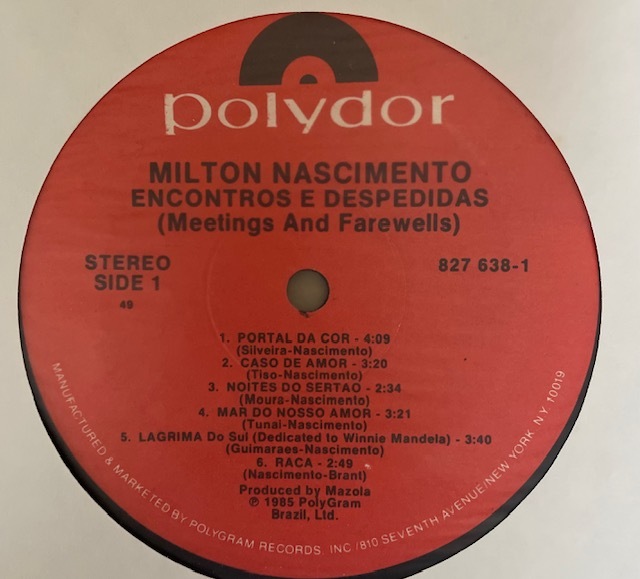 polydor
MILTON NASCIMENTO
ENCONTROS E DESPEDIDAS
(Meetings And Farewells)
STEREO
SIDE 1
49
827 638-1
1. PORTAL DA COR - 4:09
(Silveira-Nascimento)
2. CASO DE AMOR - 3:20
(Tiso-Nascimento)
3. NOITES DO SERTAO - 2:34
(Moura-Nascimento)
4. MAR DO NOSSO AMOR - 3:21
(Tunai-Nascimento)
5. LAGRIMA Do Sul (Dedicated to Winnie Mandela) - 3:40
(Guimaraes-Nascimento)
6. RACA - 2:49
(Nascimento-Brant)
Produced by Mazola
℗ 1985 PolyGram
Brazil, Ltd.
MANUFACTURED & MARKETED BY POLYGRAM RECORDS, INC /810 SEVENTH AVENUE/NEW YORK, N Y 10019